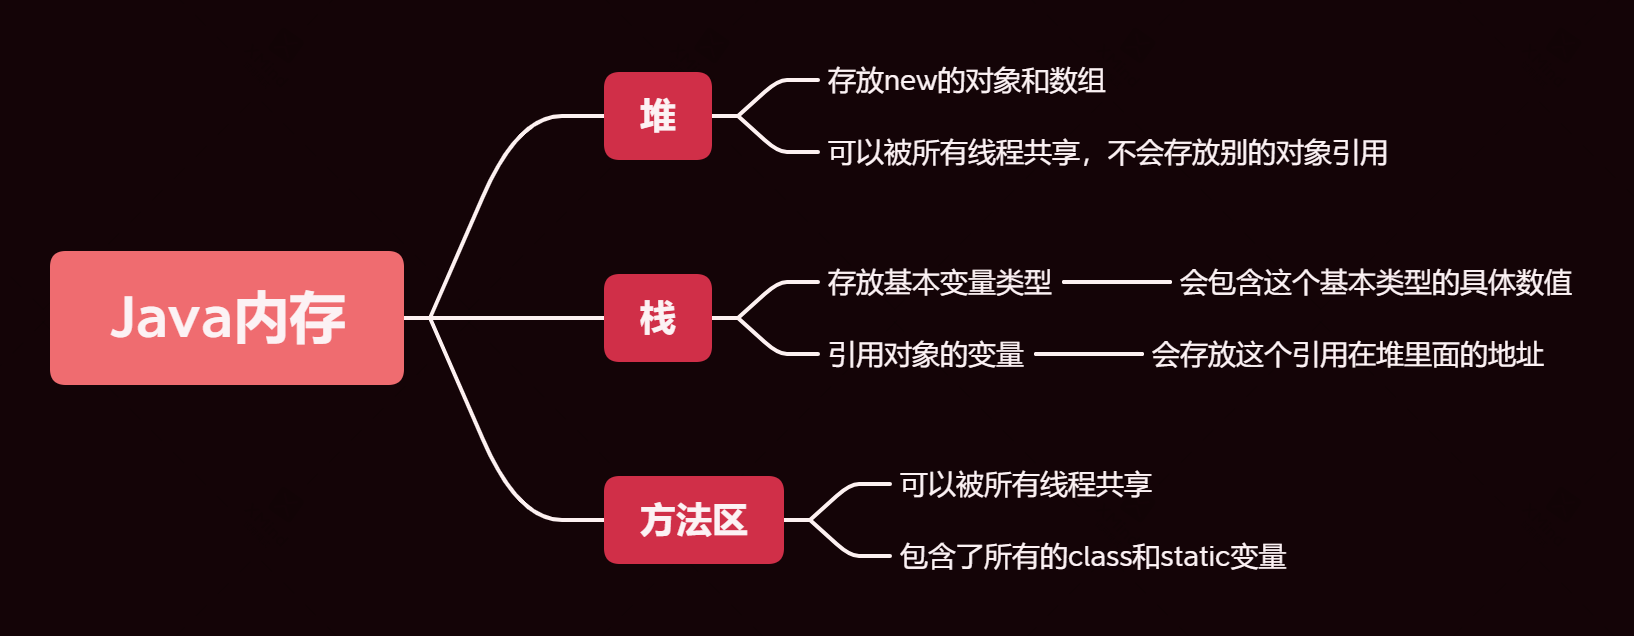 Java内存
堆
存放new的对象和数组
可以被所有线程共享，不会存放别的对象引用
栈
存放基本变量类型
会包含这个基本类型的具体数值
引用对象的变量
会存放这个引用在堆里面的地址
方法区
可以被所有线程共享
包含了所有的class和static变量